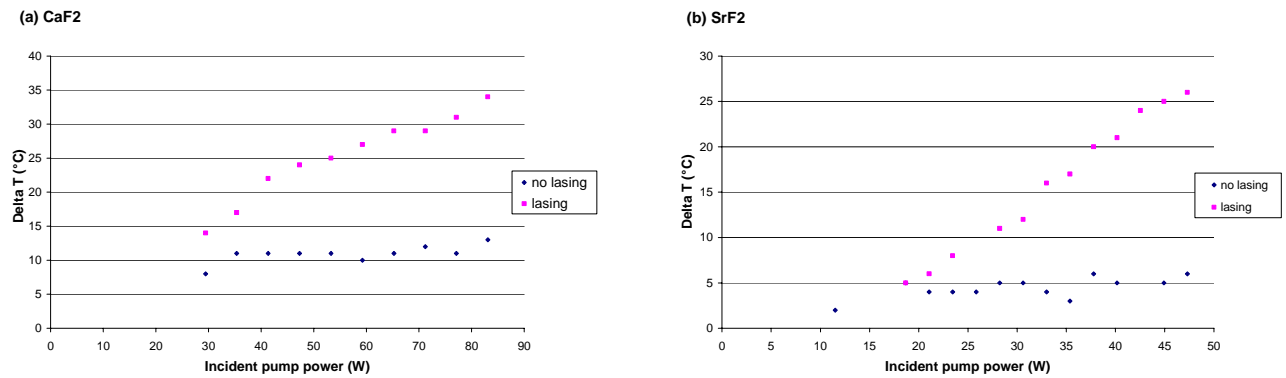 (a) CaF2
40
35
30
25
20
15
10
5
0
Delta T (°C)
0 10 20 30 40 50 60 70 80 90
Incident pump power (W)
no lasing
lasing
(b) SrF2
30
25
20
15
10
5
0
Delta T (°C)
0 5 10 15 20 25 30 35 40 45 50
Incident pump power (W)
no lasing
lasing